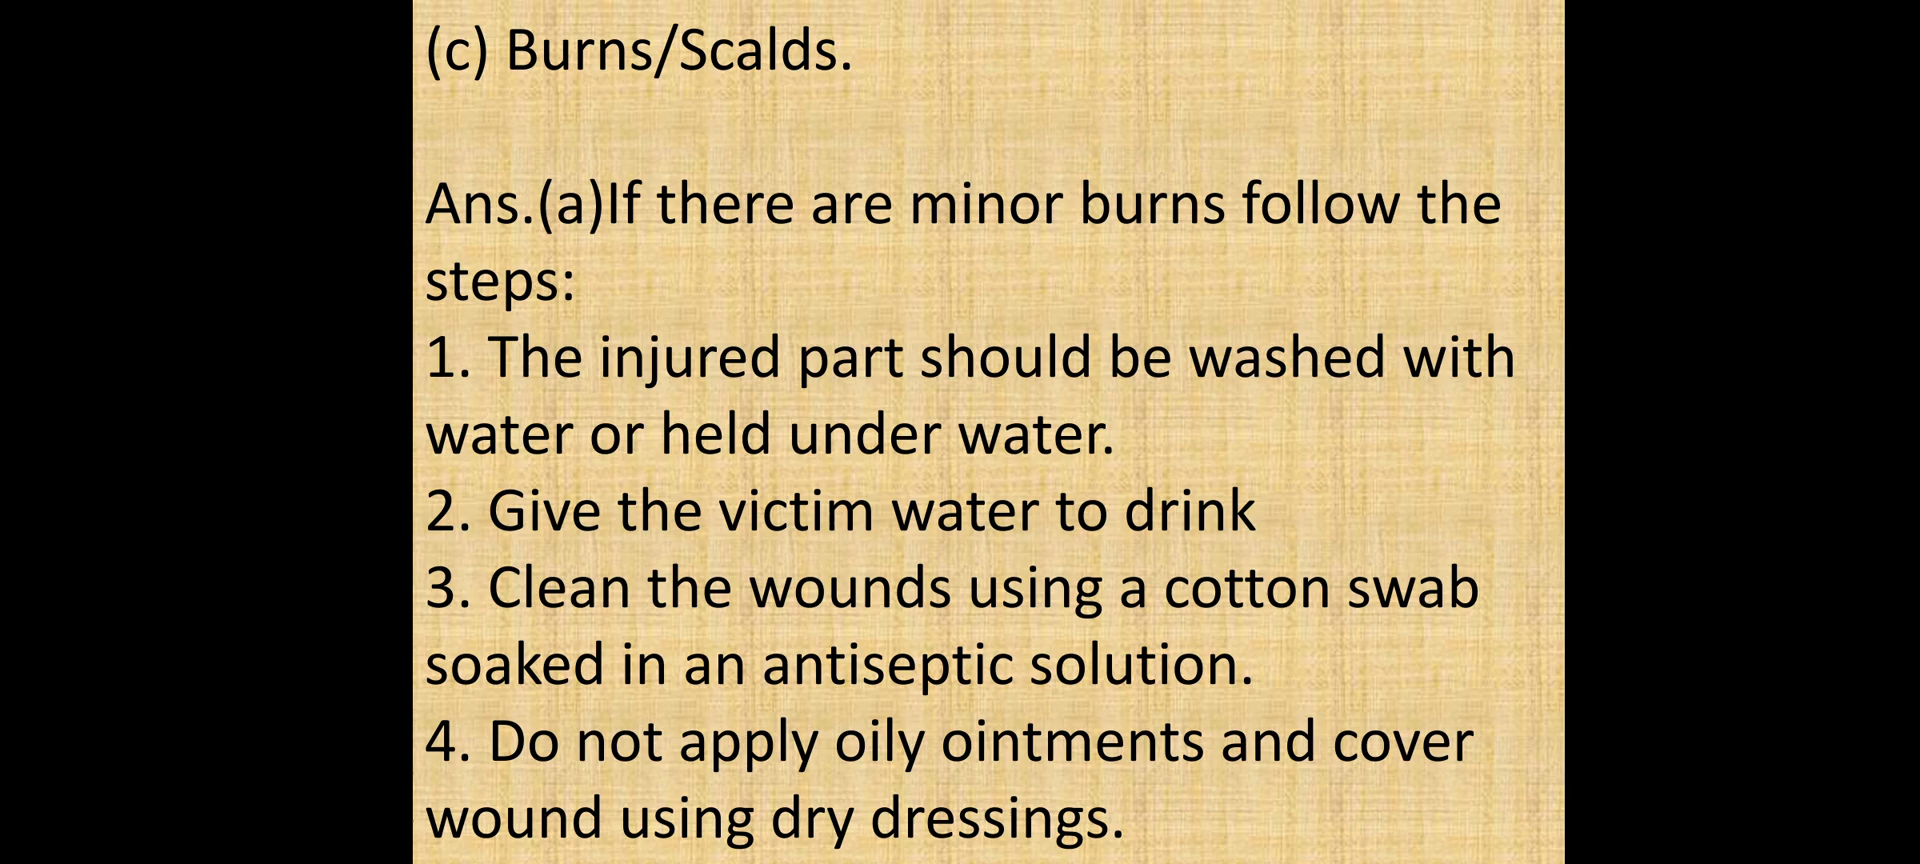 (c) Burns/Scalds.
Ans.(a)If there are minor burns follow the
steps:
1. The injured part should be washed with
water or held under water.
2. Give the victim water to drink
3. Clean the wounds using a cotton swab
soaked in an antiseptic solution.
4. Do not apply oily ointments and cover
wound using dry dressings.